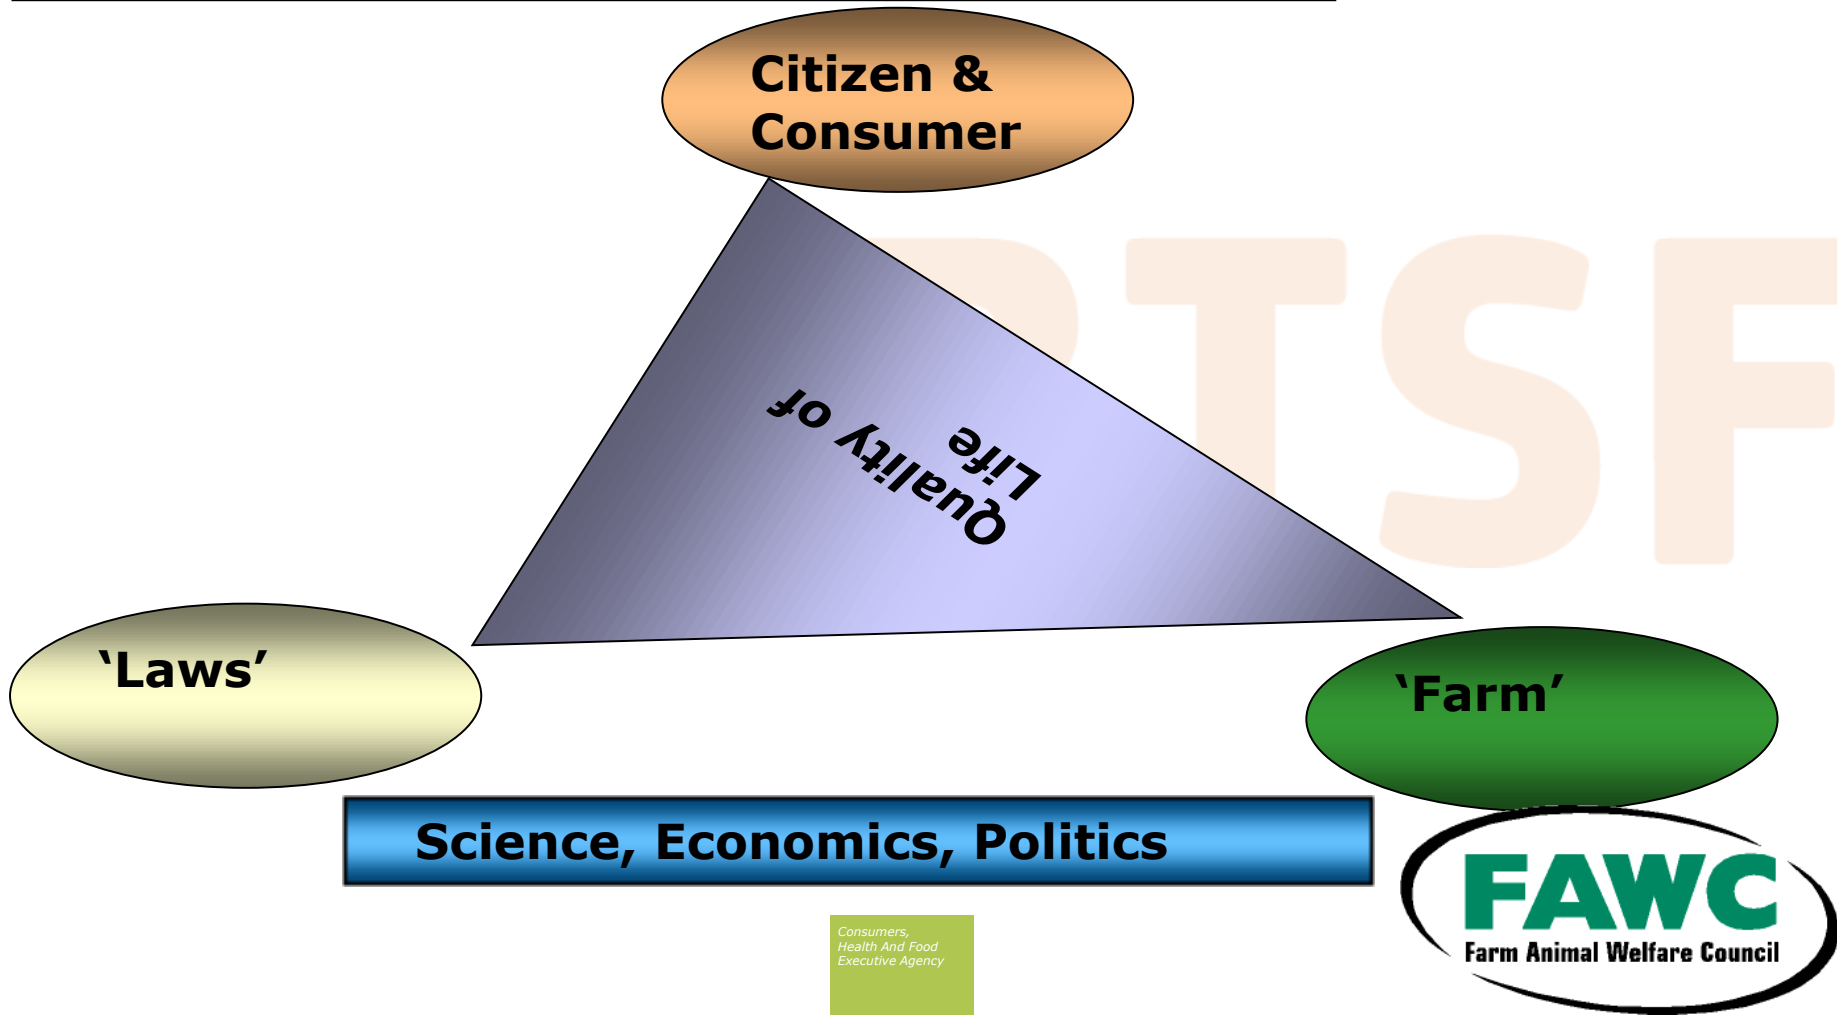 Citizen &
Consumer
Quality of
Life
‘Laws’
‘Farm’
Science, Economics, Politics
Consumers,
Health And Food
Executive Agency
FAWC
Farm Animal Welfare Council
TSF